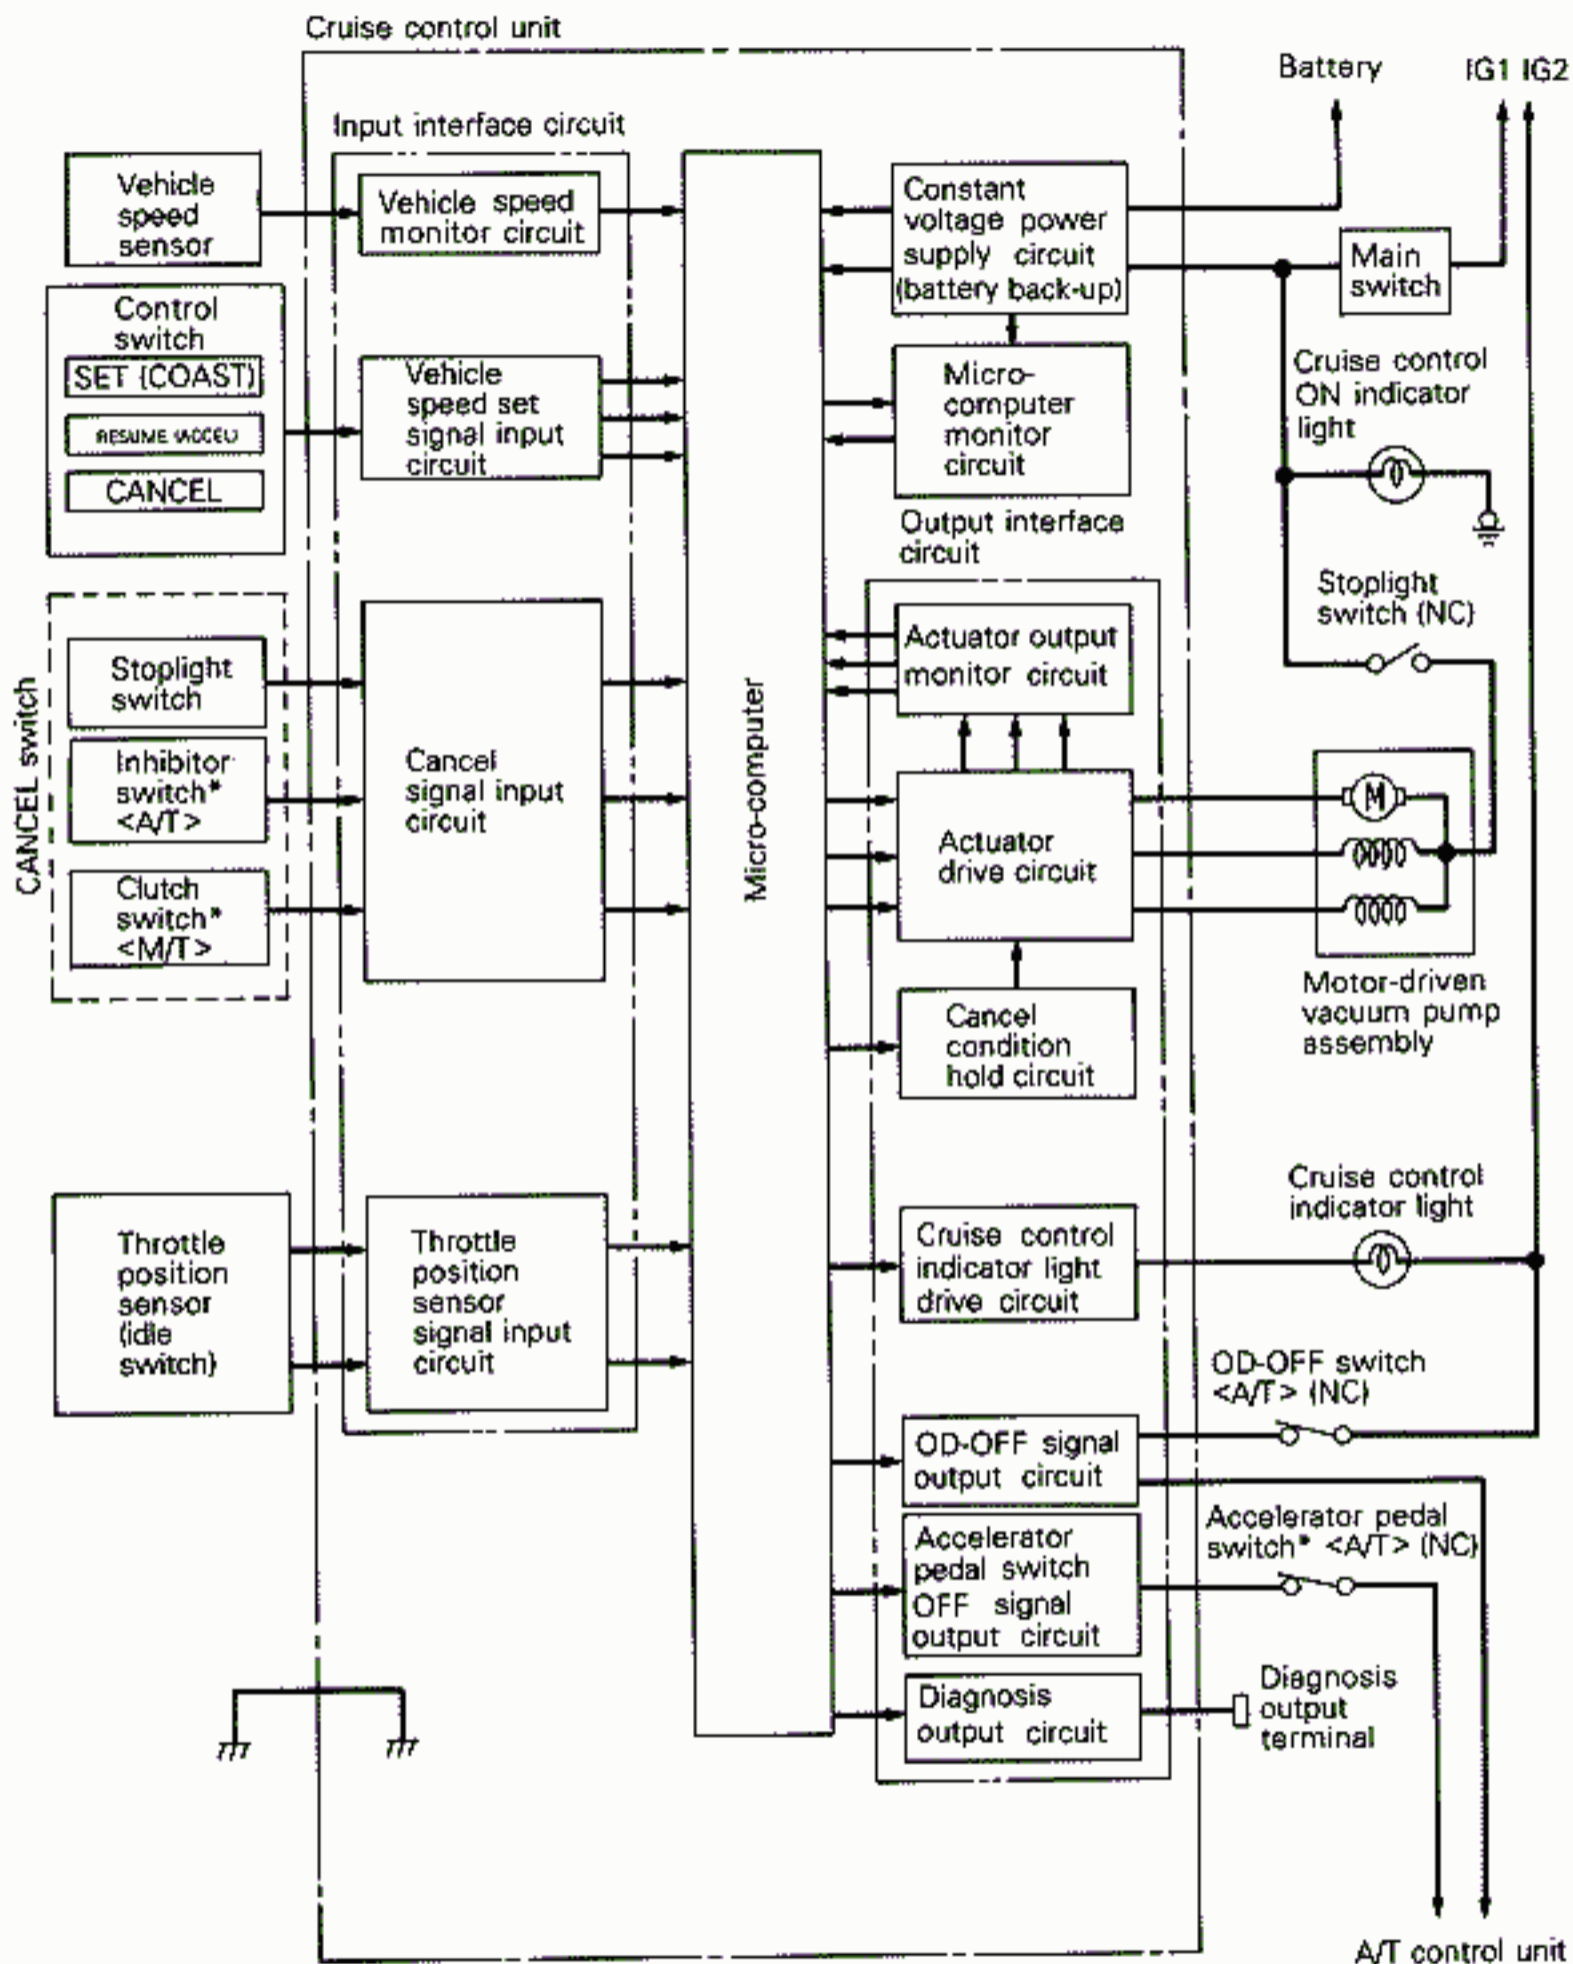 Cruise control unit
Battery
IG1 IG2
Input interface circuit
Vehicle
speed
sensor
Vehicle speed
monitor circuit
Constant
voltage power
supply circuit
(battery back-up)
Main
switch
Control
switch
SET (COAST)
RESUME (ACCEL)
CANCEL
Vehicle
speed set
signal input
circuit
Micro-
computer
monitor
circuit
Cruise control
ON indicator
light
Output interface
circuit
Stoplight
switch (NC)
CANCEL switch
Stoplight
switch
Inhibitor
switch*
<A/T>
Clutch
switch*
<M/T>
Cancel
signal input
circuit
Micro-computer
Actuator output
monitor circuit
Actuator
drive circuit
M
Motor-driven
vacuum pump
assembly
Cancel
condition
hold circuit
Throttle
position
sensor
(idle
switch)
Throttle
position
sensor
signal input
circuit
Cruise control
indicator light
drive circuit
Cruise control
indicator light
OD-OFF switch
<A/T> (NC)
OD-OFF signal
output circuit
Accelerator pedal
switch* <A/T> (NC)
Accelerator
pedal switch
OFF signal
output circuit
Diagnosis
output circuit
Diagnosis
output
terminal
A/T control unit